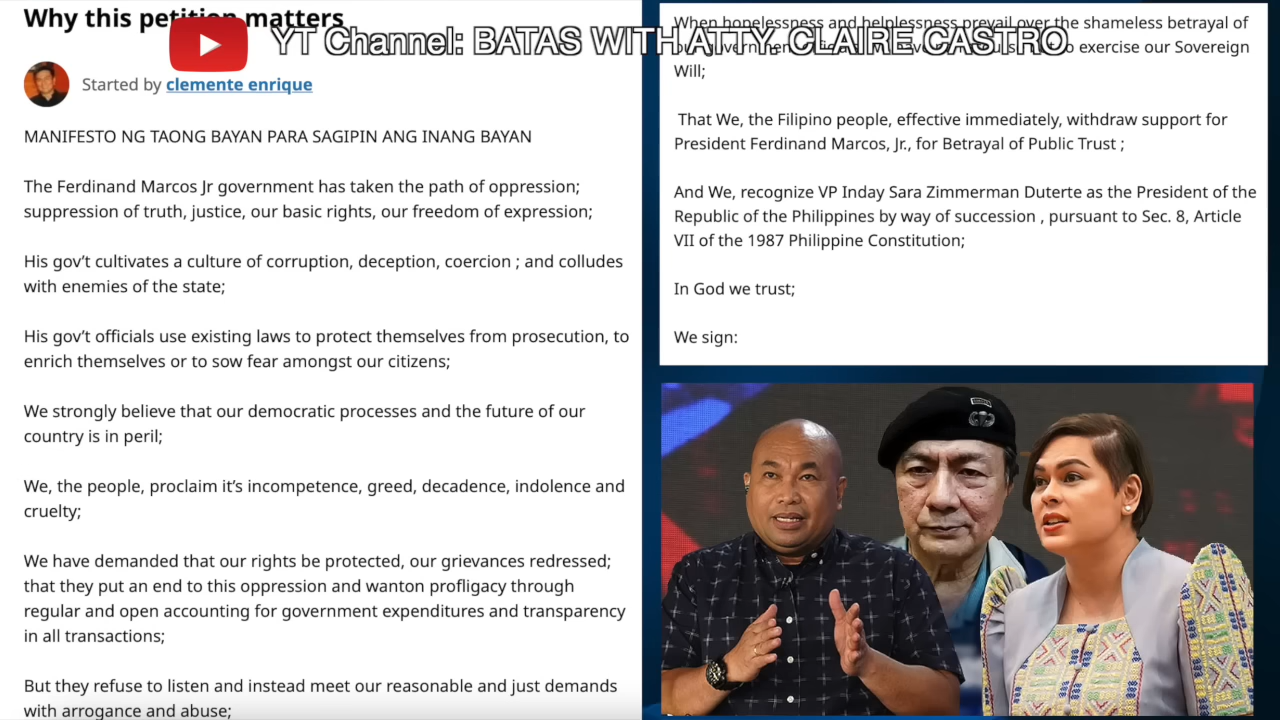 Why this petition matters
YT Channel: BATAS WITH ATTY. CLAIRE CASTRO
Started by clemente enrique
MANIFESTO NG TAONG BAYAN PARA SAGIPIN ANG INANG BAYAN
The Ferdinand Marcos Jr government has taken the path of oppression;
suppression of truth, justice, our basic rights, our freedom of expression;
His gov’t cultivates a culture of corruption, deception, coercion ; and colludes
with enemies of the state;
His gov’t officials use existing laws to protect themselves from prosecution, to
enrich themselves or to sow fear amongst our citizens;
We strongly believe that our democratic processes and the future of our
country is in peril;
We, the people, proclaim it’s incompetence, greed, decadence, indolence and
cruelty;
We have demanded that our rights be protected, our grievances redressed;
that they put an end to this oppression and wanton profligacy through
regular and open accounting for government expenditures and transparency
in all transactions;
But they refuse to listen and instead meet our reasonable and just demands
with arrogance and abuse;
When hopelessness and helplessness prevail over the shameless betrayal of
to exercise our Sovereign
Will;
That We, the Filipino people, effective immediately, withdraw support for
President Ferdinand Marcos, Jr., for Betrayal of Public Trust ;
And We, recognize VP Inday Sara Zimmerman Duterte as the President of the
Republic of the Philippines by way of succession , pursuant to Sec. 8, Article
VII of the 1987 Philippine Constitution;
In God we trust;
We sign: